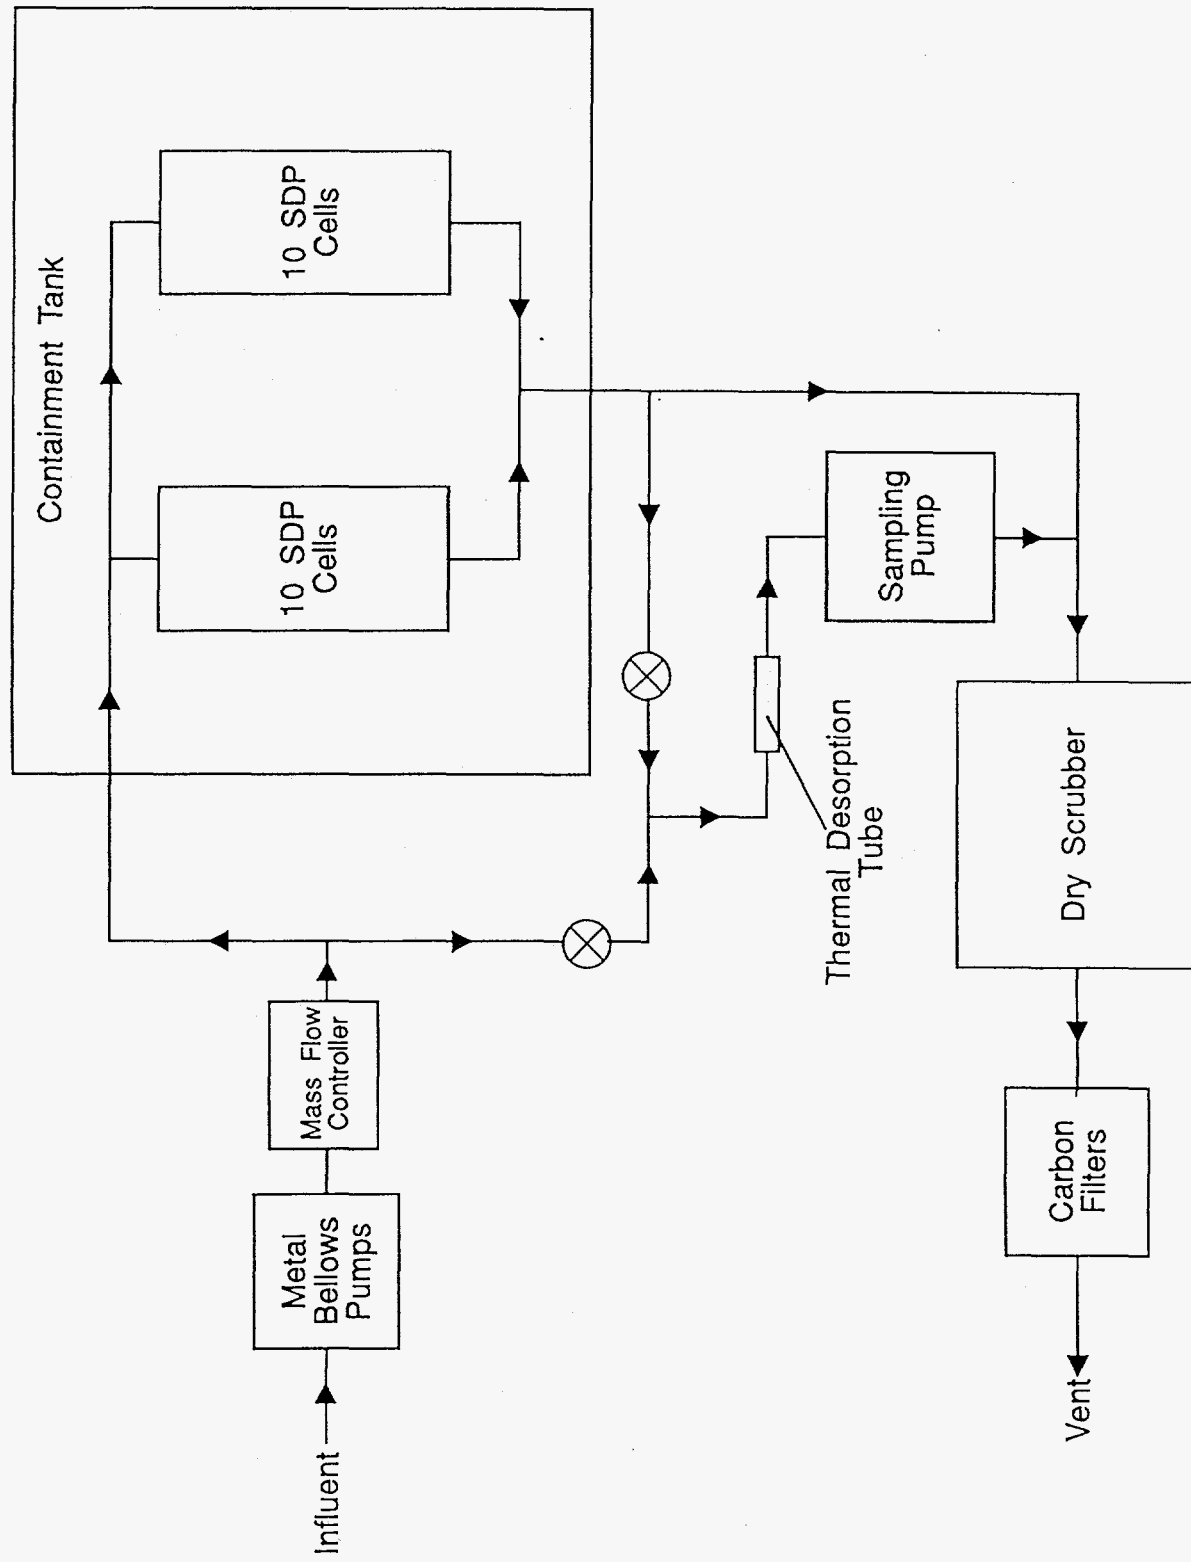 Containment Tank
10 SDP
Cells
10 SDP
Cells
Influent
Metal
Bellows
Pumps
Mass Flow
Controller
Thermal Desorption
Tube
Sampling
Pump
Dry Scrubber
Carbon
Filters
Vent